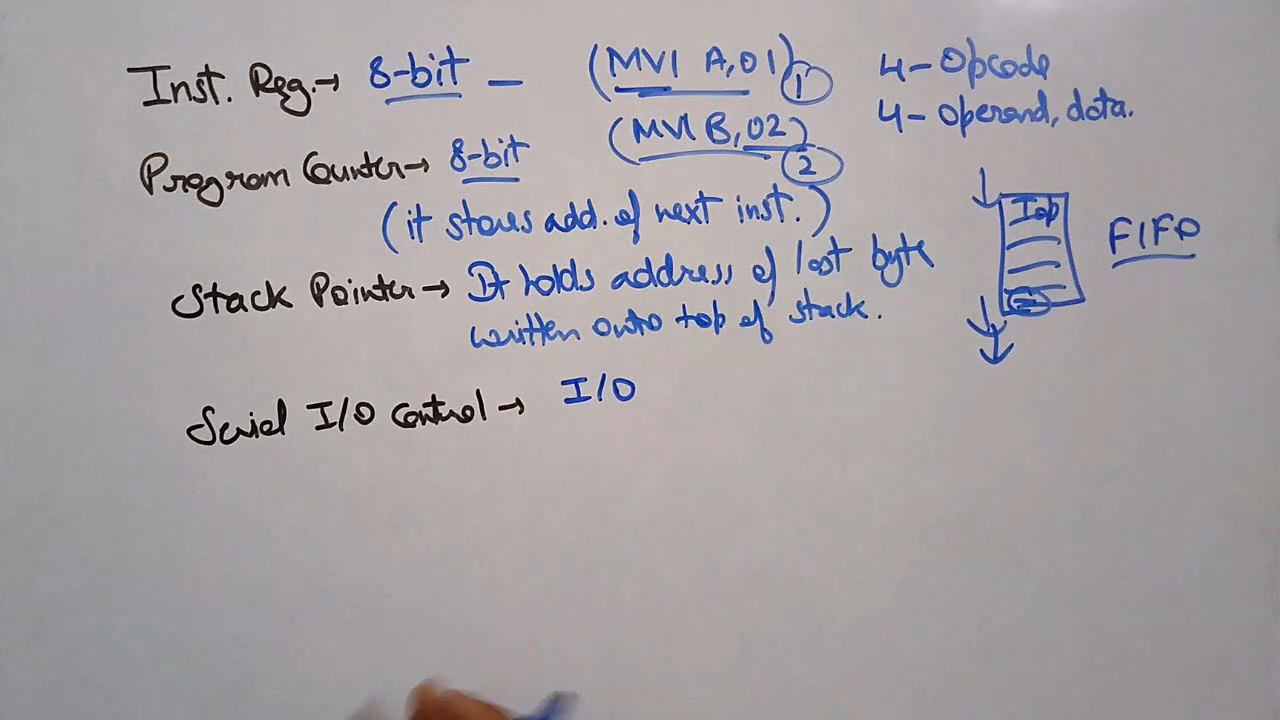 Inst. Reg. → 8-bit – (MVI A,01) 1
4 - Opcode
4 - Operand, data.
(MVI B,02) 2
Program Counter → 8-bit
(it stores add. of next inst.)
Stack Pointer → It holds address of last byte
written onto top of stack.
Top
FIFO
Serial I/O Control → I/O